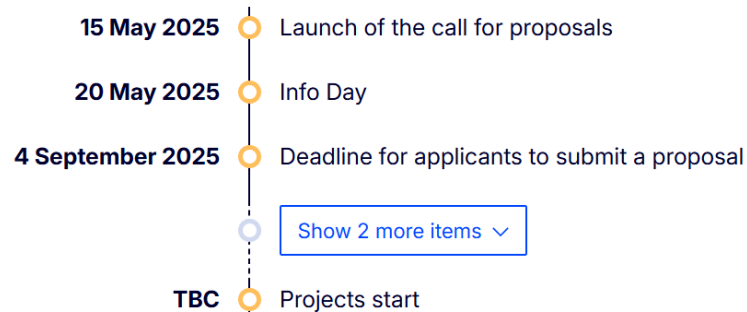 15 May 2025 Launch of the call for proposals
20 May 2025 Info Day
4 September 2025 Deadline for applicants to submit a proposal
Show 2 more items
TBC Projects start